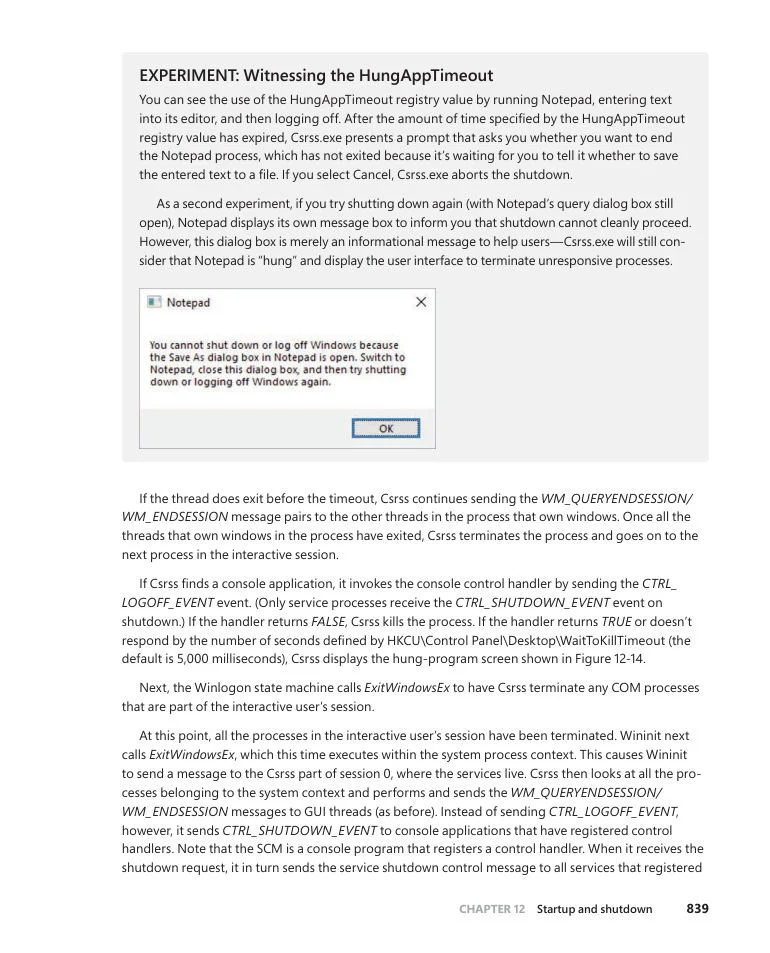 EXPERIMENT: Witnessing the HungAppTimeout
You can see the use of the HungAppTimeout registry value by running Notepad, entering text
into its editor, and then logging off. After the amount of time specified by the HungAppTimeout
registry value has expired, Csrss.exe presents a prompt that asks you whether you want to end
the Notepad process, which has not exited because it’s waiting for you to tell it whether to save
the entered text to a file. If you select Cancel, Csrss.exe aborts the shutdown.
As a second experiment, if you try shutting down again (with Notepad’s query dialog box still
open), Notepad displays its own message box to inform you that shutdown cannot cleanly proceed.
However, this dialog box is merely an informational message to help users—Csrss.exe will still con-
sider that Notepad is “hung” and display the user interface to terminate unresponsive processes.
Notepad
You cannot shut down or log off Windows because
the Save As dialog box in Notepad is open. Switch to
Notepad, close this dialog box, and then try shutting
down or logging off Windows again.
OK
If the thread does exit before the timeout, Csrss continues sending the WM_QUERYENDSESSION/
WM_ENDSESSION message pairs to the other threads in the process that own windows. Once all the
threads that own windows in the process have exited, Csrss terminates the process and goes on to the
next process in the interactive session.
If Csrss finds a console application, it invokes the console control handler by sending the CTRL_
LOGOFF_EVENT event. (Only service processes receive the CTRL_SHUTDOWN_EVENT event on
shutdown.) If the handler returns FALSE, Csrss kills the process. If the handler returns TRUE or doesn’t
respond by the number of seconds defined by HKCU\Control Panel\Desktop\WaitToKillTimeout (the
default is 5,000 milliseconds), Csrss displays the hung-program screen shown in Figure 12-14.
Next, the Winlogon state machine calls ExitWindowsEx to have Csrss terminate any COM processes
that are part of the interactive user’s session.
At this point, all the processes in the interactive user’s session have been terminated. Wininit next
calls ExitWindowsEx, which this time executes within the system process context. This causes Wininit
to send a message to the Csrss part of session 0, where the services live. Csrss then looks at all the pro-
cesses belonging to the system context and performs and sends the WM_QUERYENDSESSION/
WM_ENDSESSION messages to GUI threads (as before). Instead of sending CTRL_LOGOFF_EVENT,
however, it sends CTRL_SHUTDOWN_EVENT to console applications that have registered control
handlers. Note that the SCM is a console program that registers a control handler. When it receives the
shutdown request, it in turn sends the service shutdown control message to all services that registered
CHAPTER 12 Startup and shutdown 839